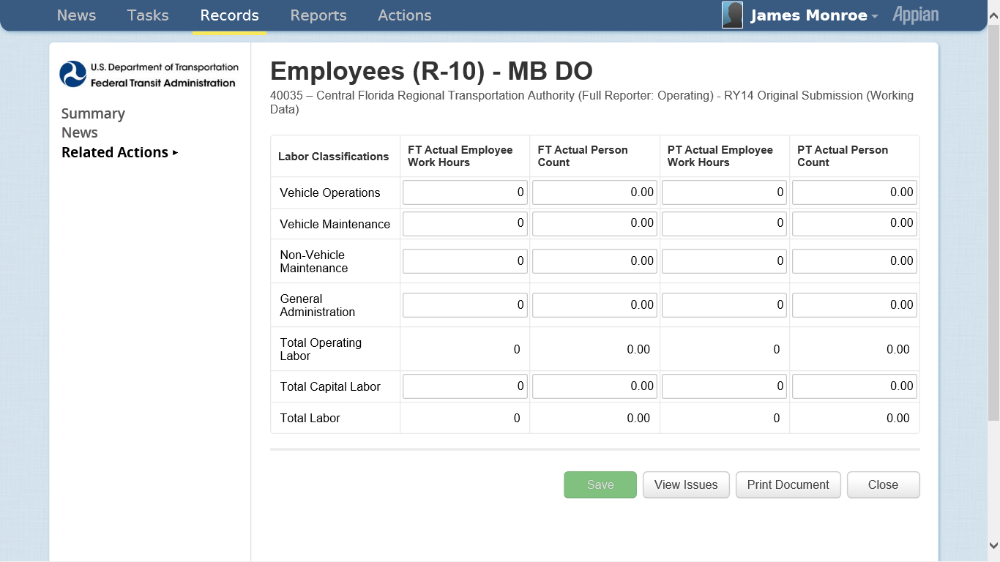 News Tasks Records Reports Actions James Monroe Appian
U.S. Department of Transportation
Federal Transit Administration
Summary
News
Related Actions
Employees (R-10) - MB DO
40035 – Central Florida Regional Transportation Authority (Full Reporter: Operating) - RY14 Original Submission (Working
Data)
Labor Classifications FT Actual Employee Work Hours FT Actual Person Count PT Actual Employee Work Hours PT Actual Person Count
Vehicle Operations 0 0.00 0 0.00
Vehicle Maintenance 0 0.00 0 0.00
Non-Vehicle
Maintenance 0 0.00 0 0.00
General
Administration 0 0.00 0 0.00
Total Operating
Labor 0 0.00 0 0.00
Total Capital Labor 0 0.00 0 0.00
Total Labor 0 0.00 0 0.00
Save View Issues Print Document Close